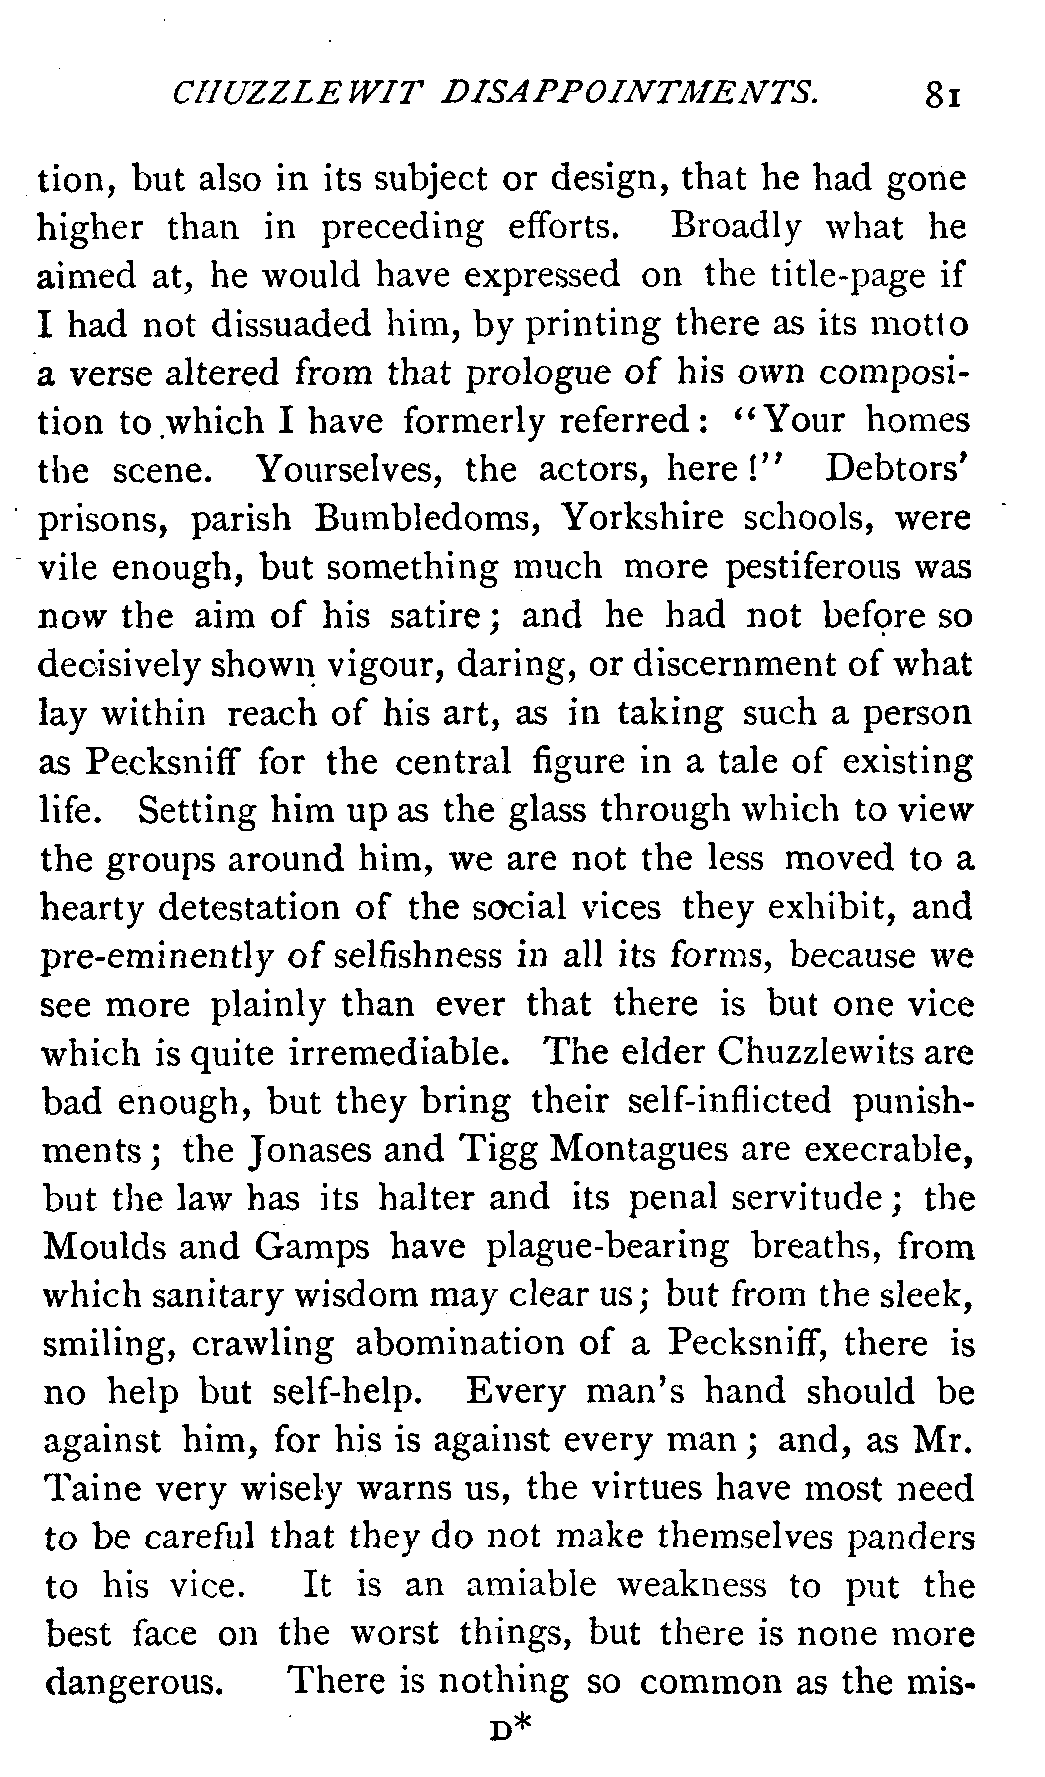 CHUZZLEWIT DISAPPOINTMENTS. 81
tion, but also in its subject or design, that he had gone
higher than in preceding efforts. Broadly what he
aimed at, he would have expressed on the title-page if
I had not dissuaded him, by printing there as its motto
a verse altered from that prologue of his own composi-
tion to which I have formerly referred: “Your homes
the scene. Yourselves, the actors, here!” Debtors’
prisons, parish Bumbledoms, Yorkshire schools, were
vile enough, but something much more pestiferous was
now the aim of his satire; and he had not before so
decisively shown vigour, daring, or discernment of what
lay within reach of his art, as in taking such a person
as Pecksniff for the central figure in a tale of existing
life. Setting him up as the glass through which to view
the groups around him, we are not the less moved to a
hearty detestation of the social vices they exhibit, and
pre-eminently of selfishness in all its forms, because we
see more plainly than ever that there is but one vice
which is quite irremediable. The elder Chuzzlewits are
bad enough, but they bring their self-inflicted punish-
ments; the Jonases and Tigg Montagues are execrable,
but the law has its halter and its penal servitude; the
Moulds and Gamps have plague-bearing breaths, from
which sanitary wisdom may clear us; but from the sleek,
smiling, crawling abomination of a Pecksniff, there is
no help but self-help. Every man’s hand should be
against him, for his is against every man; and, as Mr.
Taine very wisely warns us, the virtues have most need
to be careful that they do not make themselves panders
to his vice. It is an amiable weakness to put the
best face on the worst things, but there is none more
dangerous. There is nothing so common as the mis-
D*